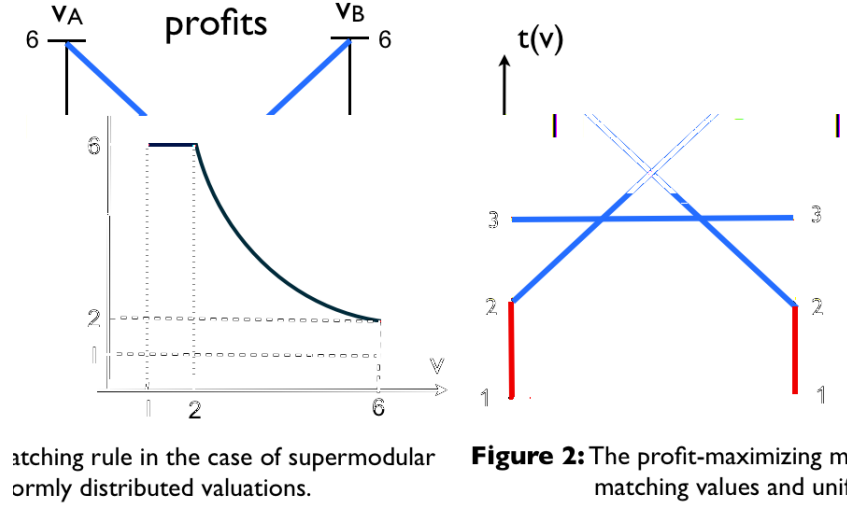 vA profits vB
6 6
t(v)
6
3 3
2 2 2
1 v
1 1
1 2 6
atching rule in the case of supermodular
ormly distributed valuations.
Figure 2: The profit-maximizing m
matching values and unif